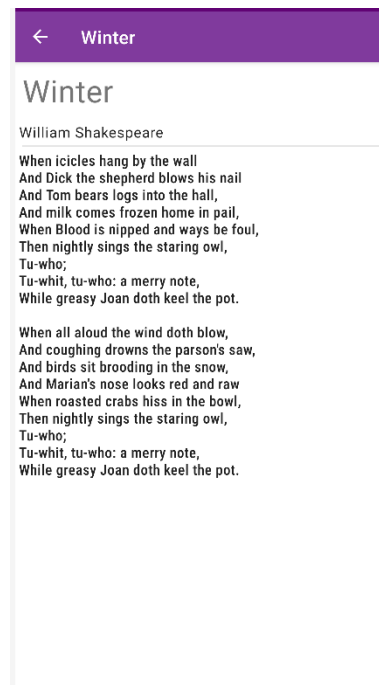 Winter
Winter
William Shakespeare
When icicles hang by the wall
And Dick the shepherd blows his nail
And Tom bears logs into the hall,
And milk comes frozen home in pail,
When Blood is nipped and ways be foul,
Then nightly sings the staring owl,
Tu-who;
Tu-whit, tu-who: a merry note,
While greasy Joan doth keel the pot.
When all aloud the wind doth blow,
And coughing drowns the parson's saw,
And birds sit brooding in the snow,
And Marian's nose looks red and raw
When roasted crabs hiss in the bowl,
Then nightly sings the staring owl,
Tu-who;
Tu-whit, tu-who: a merry note,
While greasy Joan doth keel the pot.